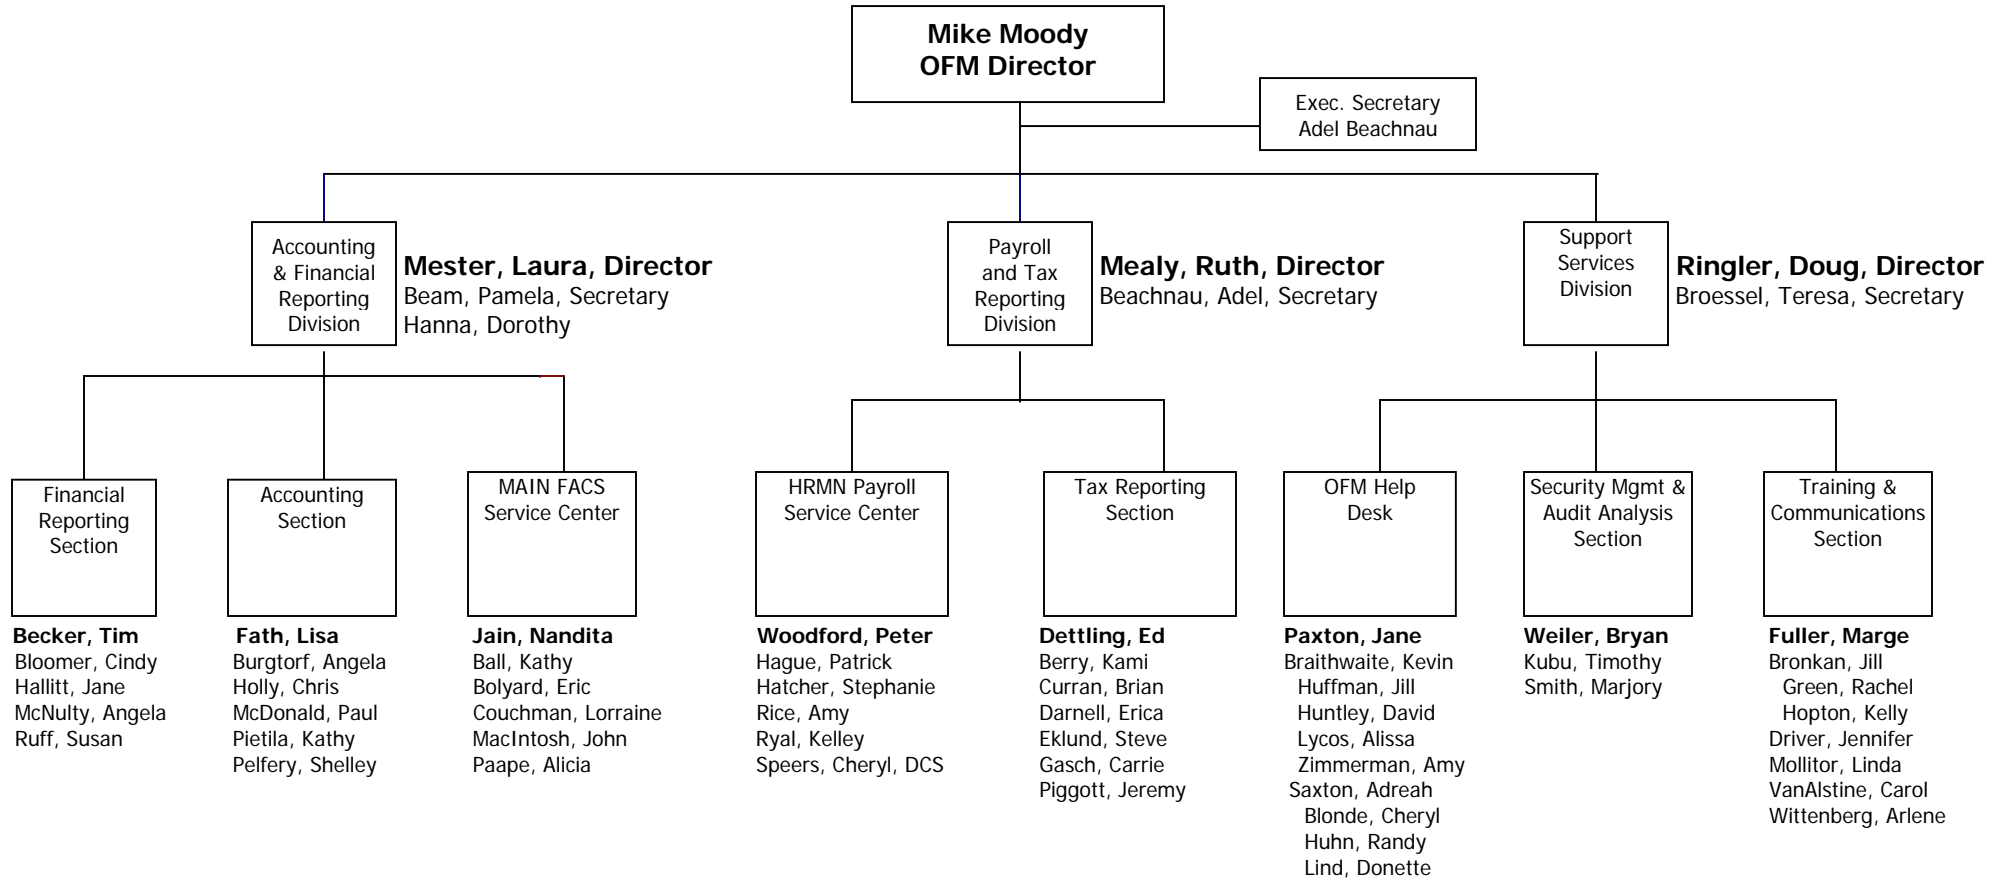 Mike Moody
OFM Director
Exec. Secretary
Adel Beachnau
Accounting
& Financial
Reporting
Division
Mester, Laura, Director
Beam, Pamela, Secretary
Hanna, Dorothy
Payroll
and Tax
Reporting
Division
Mealy, Ruth, Director
Beachnau, Adel, Secretary
Support
Services
Division
Ringler, Doug, Director
Broessel, Teresa, Secretary
Financial
Reporting
Section
Becker, Tim
Bloomer, Cindy
Hallitt, Jane
McNulty, Angela
Ruff, Susan
Accounting
Section
Fath, Lisa
Burgtorf, Angela
Holly, Chris
McDonald, Paul
Pietila, Kathy
Pelfery, Shelley
MAIN FACS
Service Center
Jain, Nandita
Ball, Kathy
Bolyard, Eric
Couchman, Lorraine
MacIntosh, John
Paape, Alicia
HRMN Payroll
Service Center
Woodford, Peter
Hague, Patrick
Hatcher, Stephanie
Rice, Amy
Ryal, Kelley
Speers, Cheryl, DCS
Tax Reporting
Section
Dettling, Ed
Berry, Kami
Curran, Brian
Darnell, Erica
Eklund, Steve
Gasch, Carrie
Piggott, Jeremy
OFM Help
Desk
Paxton, Jane
Braithwaite, Kevin
Huffman, Jill
Huntley, David
Lycos, Alissa
Zimmerman, Amy
Saxton, Adreah
Blonde, Cheryl
Huhn, Randy
Lind, Donette
Security Mgmt &
Audit Analysis
Section
Weiler, Bryan
Kubu, Timothy
Smith, Marjory
Training &
Communications
Section
Fuller, Marge
Bronkan, Jill
Green, Rachel
Hopton, Kelly
Driver, Jennifer
Mollitor, Linda
VanAlstine, Carol
Wittenberg, Arlene